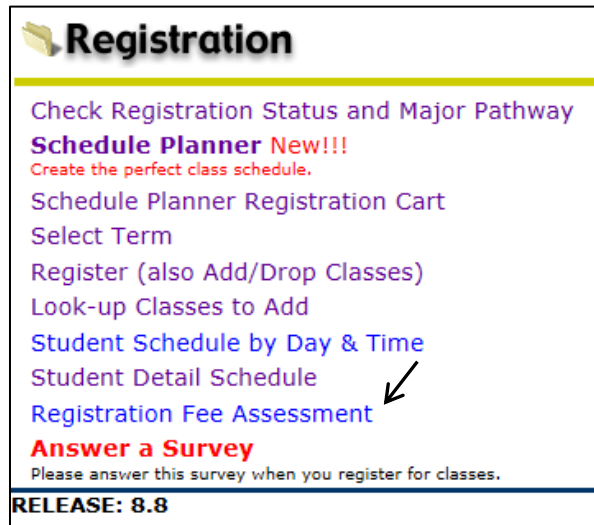 Registration
Check Registration Status and Major Pathway
Schedule Planner New!!!
Create the perfect class schedule.
Schedule Planner Registration Cart
Select Term
Register (also Add/Drop Classes)
Look-up Classes to Add
Student Schedule by Day & Time
Student Detail Schedule
Registration Fee Assessment
Answer a Survey
Please answer this survey when you register for classes.
RELEASE: 8.8